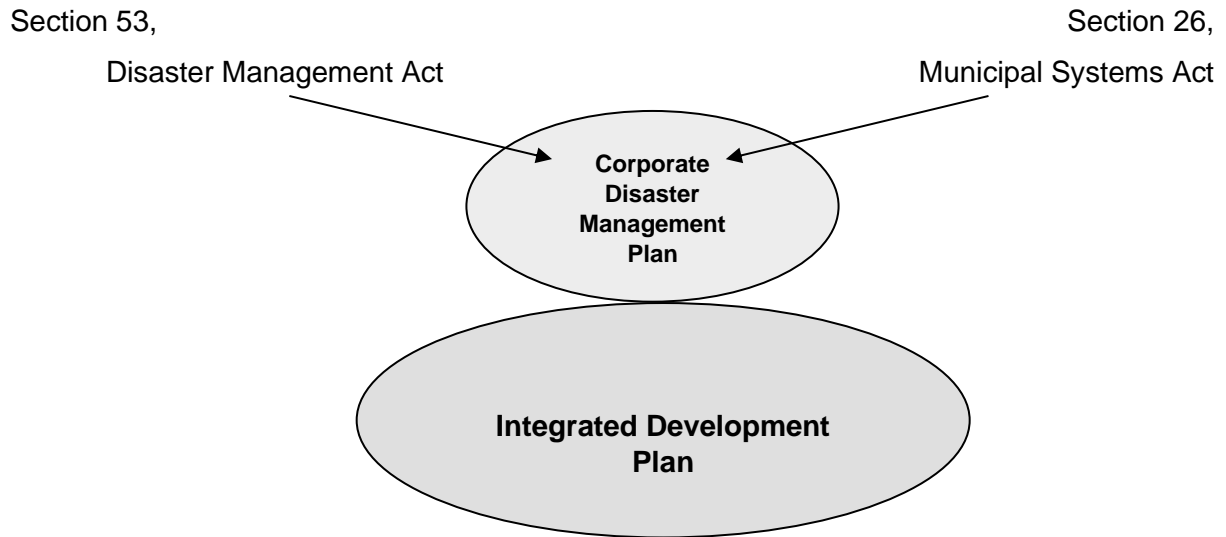 Section 53,
Disaster Management Act
Section 26,
Municipal Systems Act
Corporate
Disaster
Management
Plan
Integrated Development
Plan